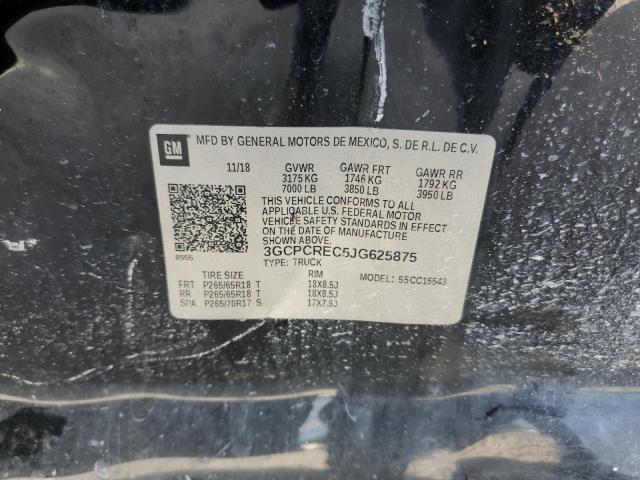 GM MFD BY GENERAL MOTORS DE MEXICO, S. DE R.L. DE C.V.
11/18 GVWR GAWR FRT GAWR RR
3175 KG 1746 KG 1792 KG
7000 LB 3850 LB 3950 LB
THIS VEHICLE CONFORMS TO ALL
APPLICABLE U.S. FEDERAL MOTOR
VEHICLE SAFETY STANDARDS IN EFFECT
ON THE DATE OF MANUFACTURE
SHOWN ABOVE.
8555 3GCPCREC5JG625875
TYPE: TRUCK
TIRE SIZE RIM MODEL: 55CC15543
FRT P265/65R18 T 18X8.5J
RR P265/65R18 T 18X8.5J
SPA P265/70R17 S 17X7.5J